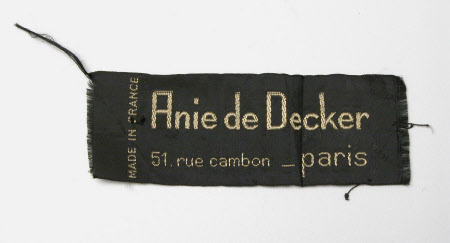 MADE IN FRANCE
Anie de Decker
51. rue cambon _ paris